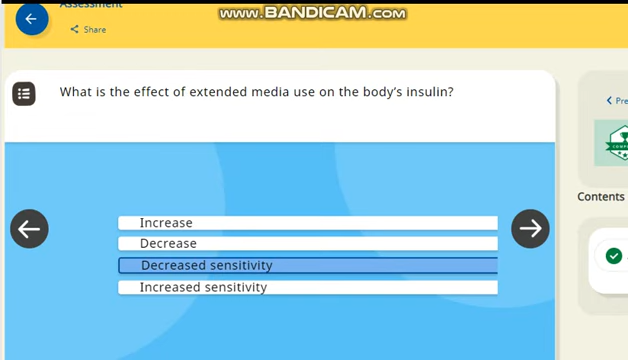 Assessment
www.BANDICAM.com
Share
What is the effect of extended media use on the body's insulin?
Pre
Contents
Increase
Decrease
Decreased sensitivity
Increased sensitivity